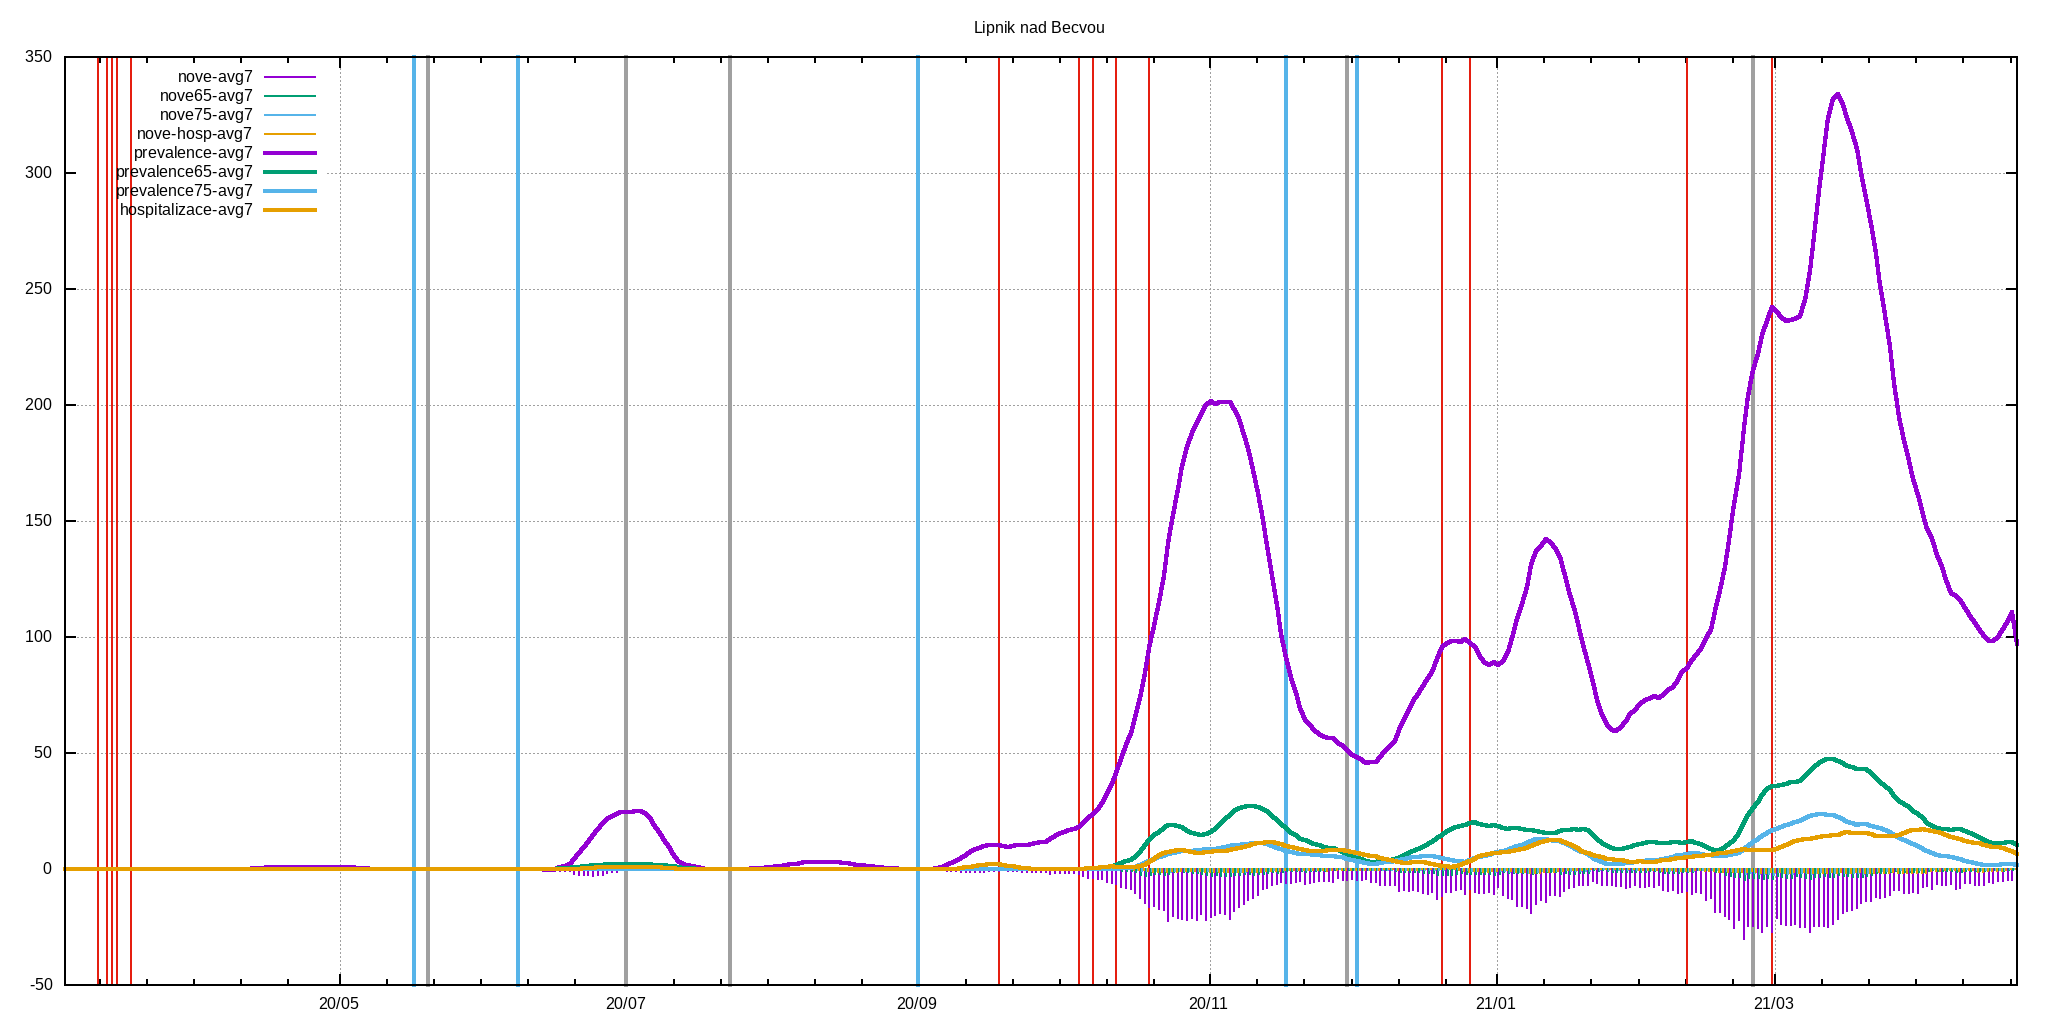 Lipnik nad Becvou
350
300
250
200
150
100
50
0
-50
nove-avg7
nove65-avg7
nove75-avg7
nove-hosp-avg7
prevalence-avg7
prevalence65-avg7
prevalence75-avg7
hospitalizace-avg7
20/05
20/07
20/09
20/11
21/01
21/03